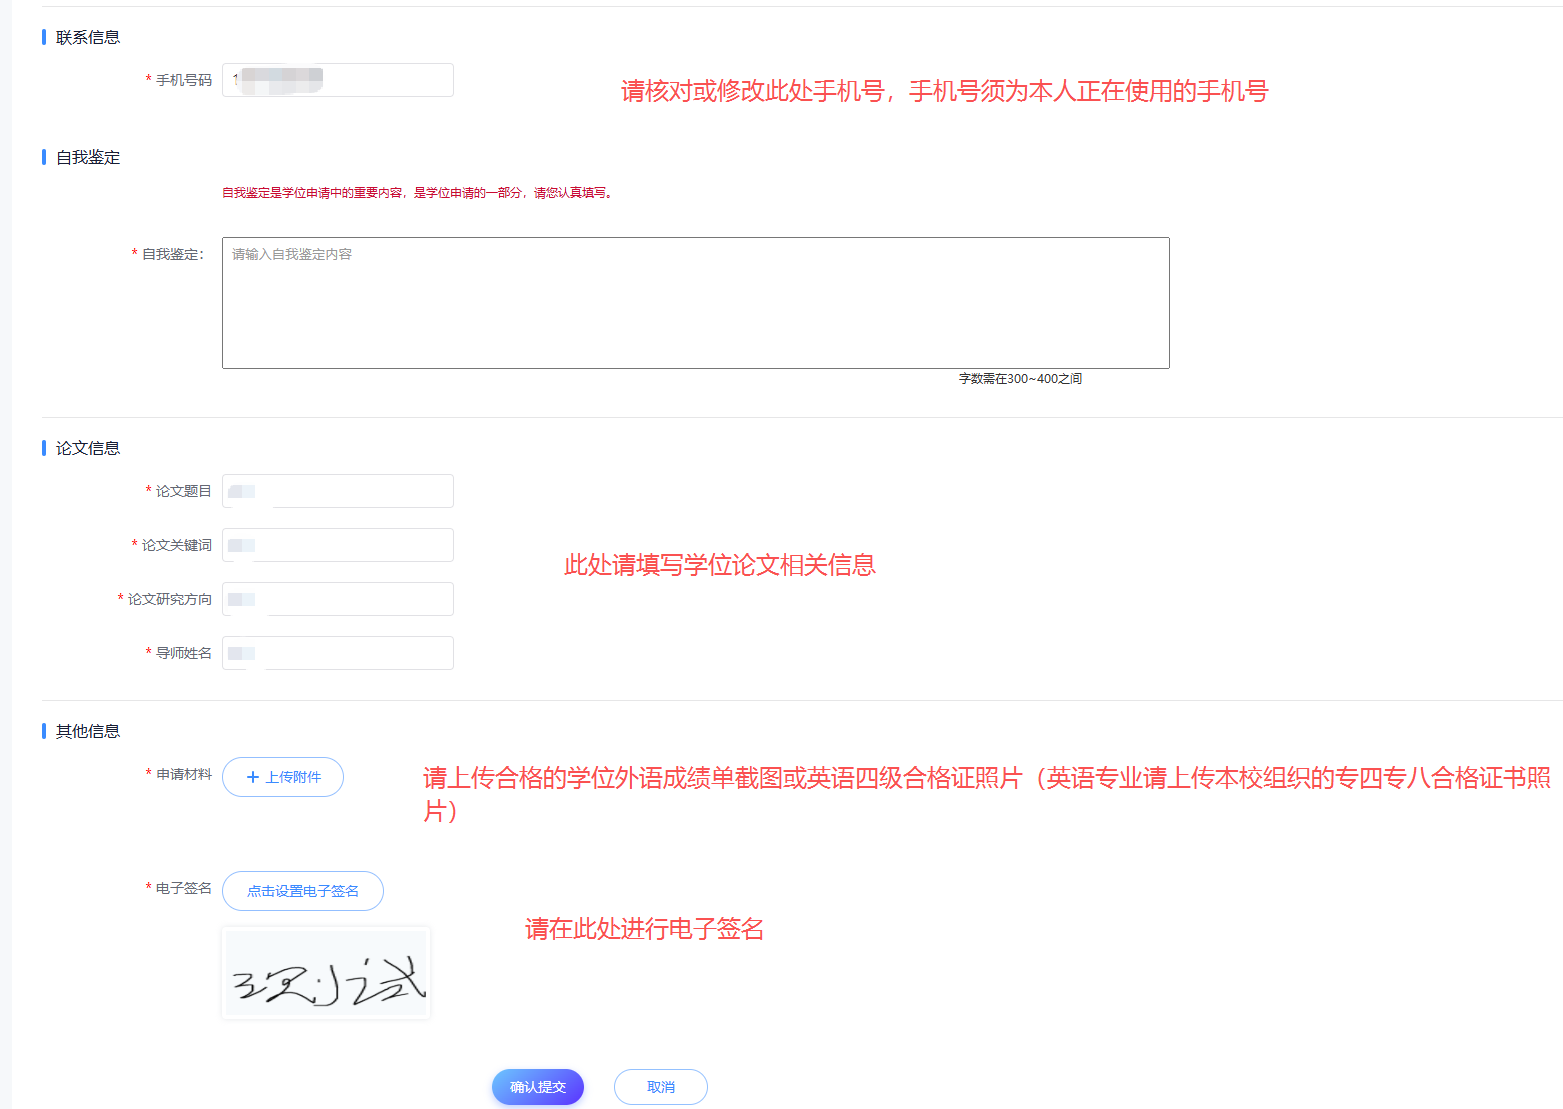 联系信息
* 手机号码 1
请核对或修改此处手机号，手机号须为本人正在使用的手机号
自我鉴定
自我鉴定是学位申请中的重要内容，是学位申请的一部分，请您认真填写。
* 自我鉴定： 请输入自我鉴定内容
字数需在300~400之间
论文信息
* 论文题目
* 论文关键词
此处请填写学位论文相关信息
* 论文研究方向
* 导师姓名
其他信息
* 申请材料 + 上传附件
请上传合格的学位外语成绩单截图或英语四级合格证照片（英语专业请上传本校组织的专四专八合格证书照
片）
* 电子签名 点击设置电子签名
请在此处进行电子签名
测试
确认提交 取消